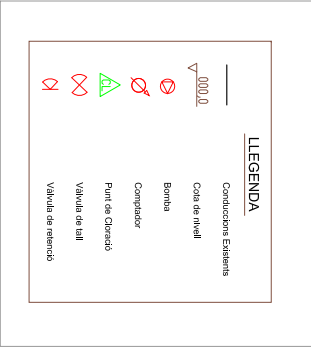 LLEGENDA
Conduccions Existents
000,0
Cota de nivell
Bomba
Comptador
CL
Punt de Cloració
Vàlvula de tall
Vàlvula de retenció